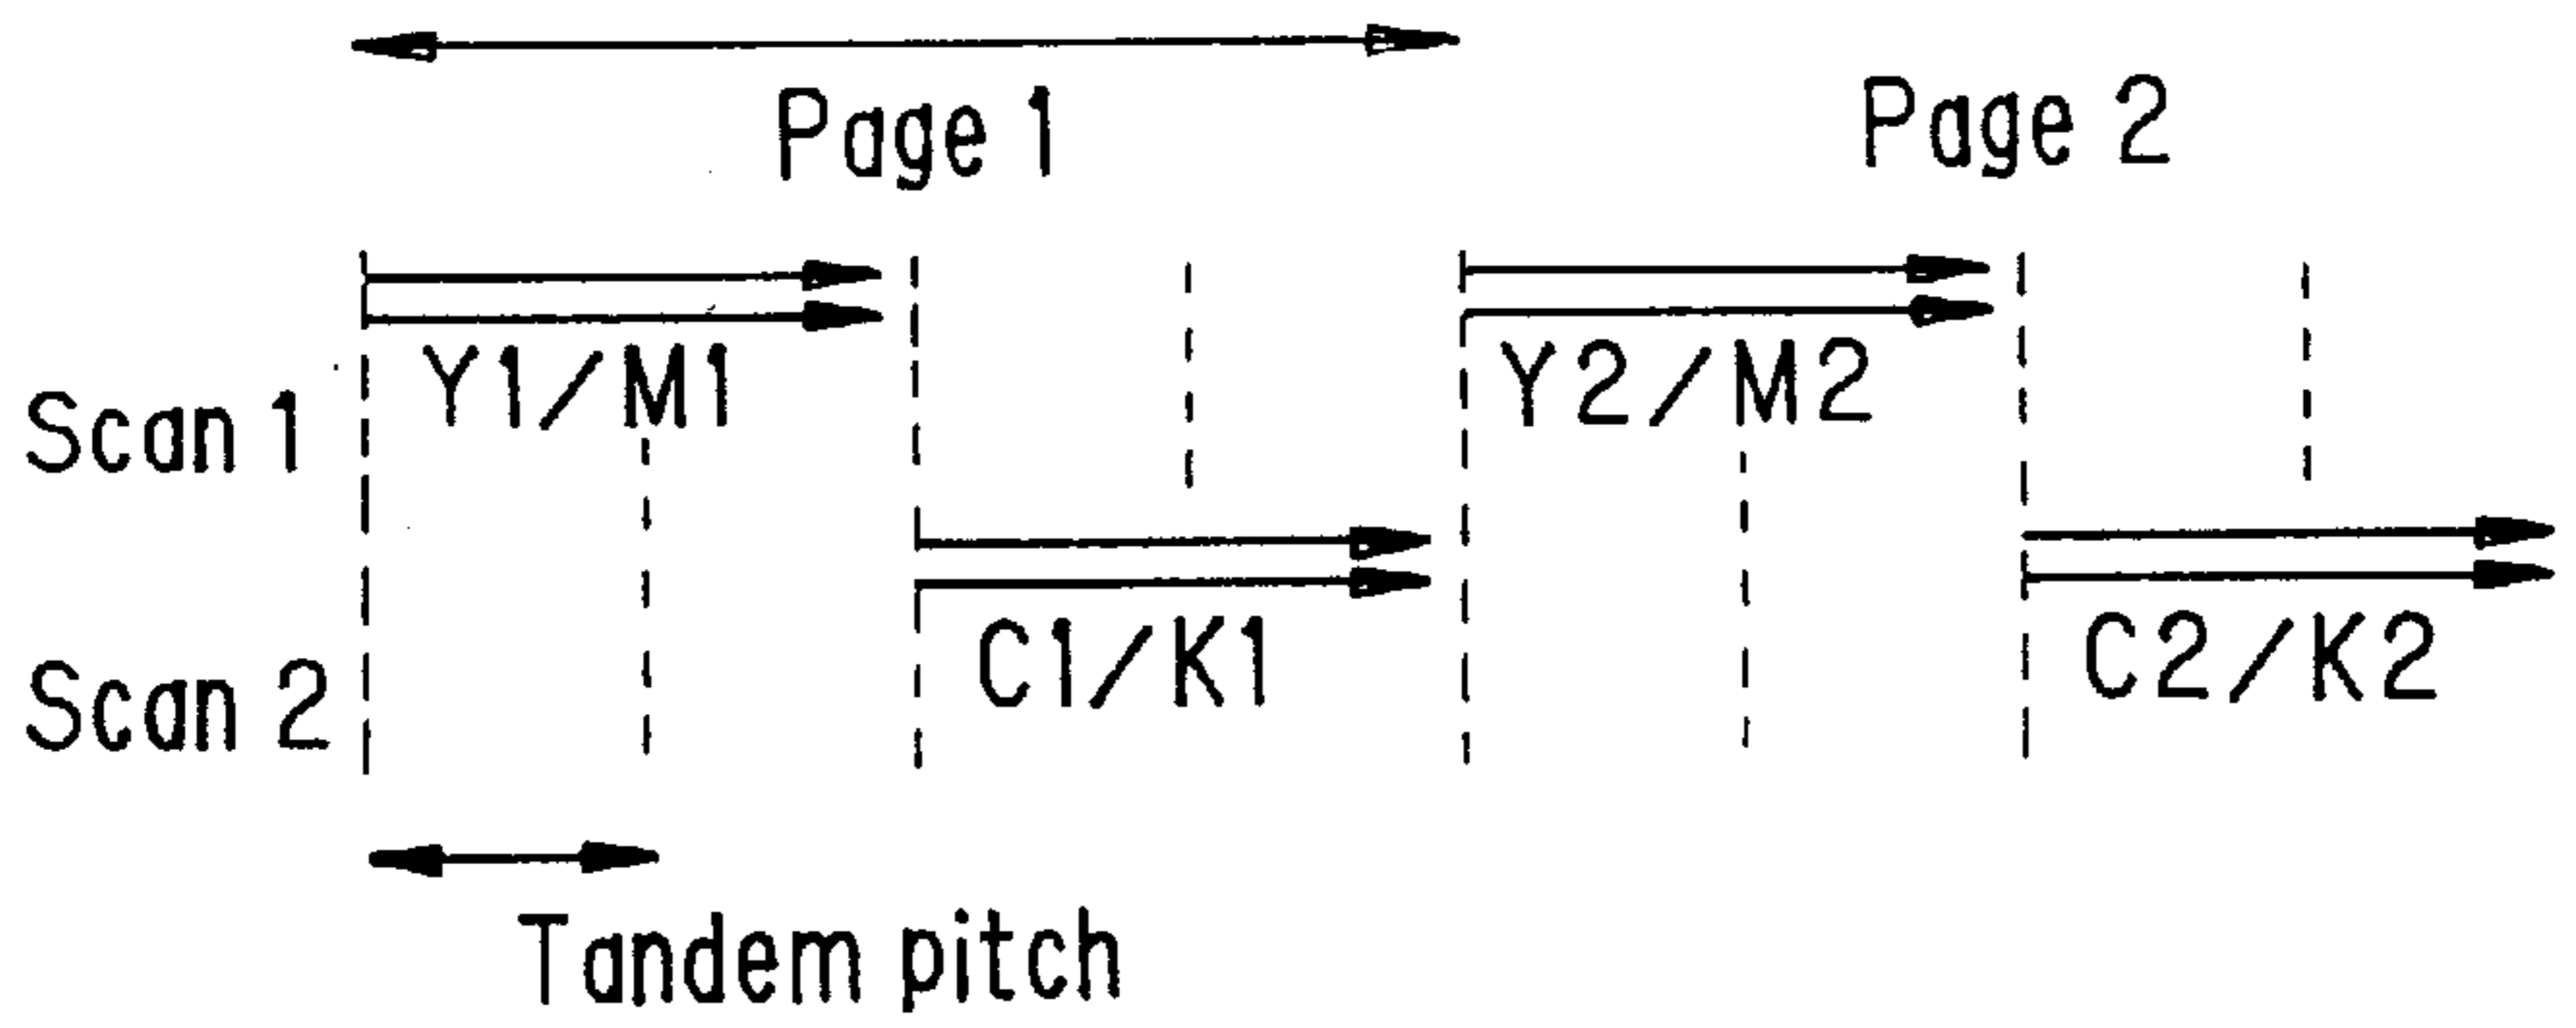 Page 1
Page 2
Y1/M1
Y2/M2
Scan 1
C1/K1
C2/K2
Scan 2
Tandem pitch